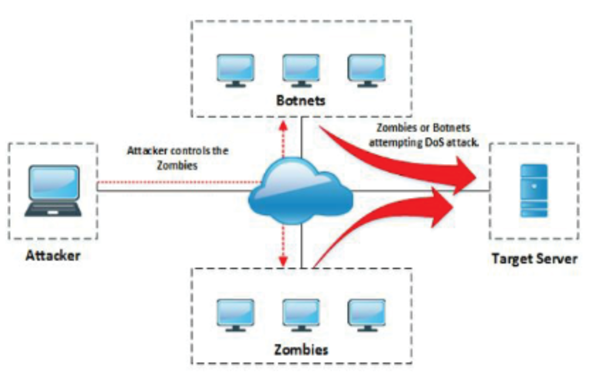 Botnets
Attacker controls the
Zombies
Zombies or Botnets
attempting DoS attack.
Attacker
Target Server
Zombies